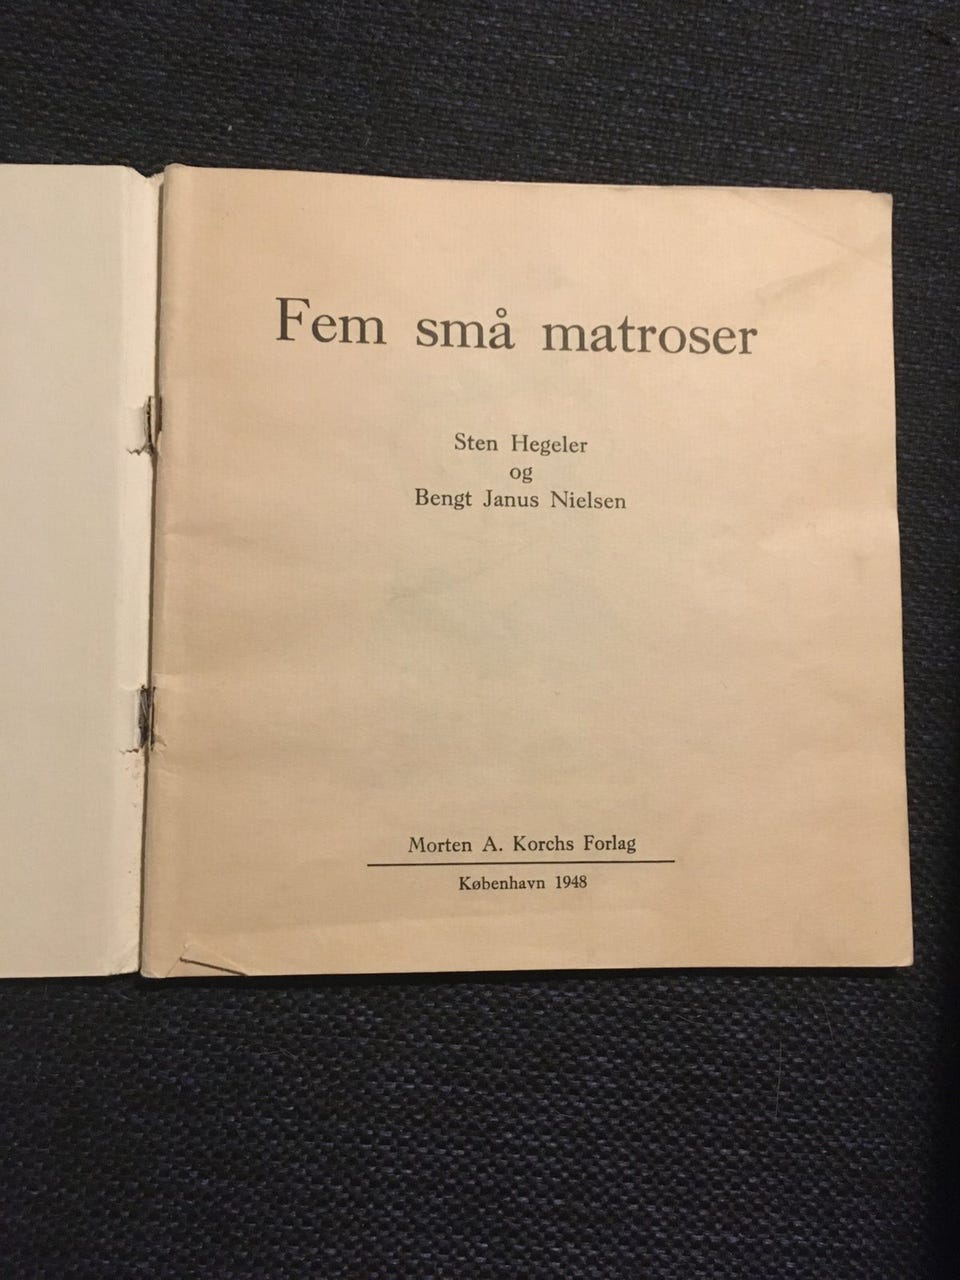 Fem små matroser
Sten Hegeler
og
Bengt Janus Nielsen
Morten A. Korchs Forlag
København 1948